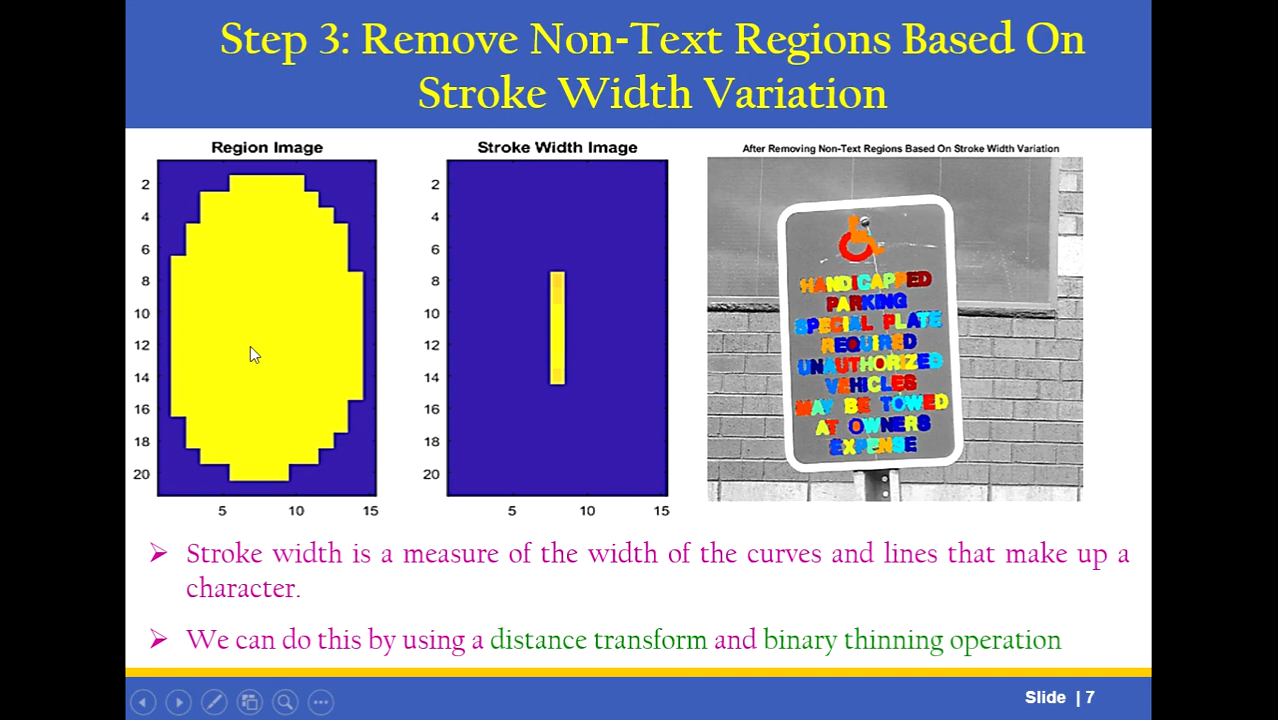 Step 3: Remove Non-Text Regions Based On
Stroke Width Variation
Region Image
2
4
6
8
10
12
14
16
18
20
5
10
15
Stroke Width Image
2
4
6
8
10
12
14
16
18
20
5
10
15
After Removing Non-Text Regions Based On Stroke Width Variation
HANDICAPPED
PARKING
SPECIAL PLATE
REQUIRED
UNAUTHORIZED
VEHICLES
MAY BE TOWED
AT OWNERS
EXPENSE
Stroke width is a measure of the width of the curves and lines that make up a
character.
We can do this by using a distance transform and binary thinning operation
Slide | 7